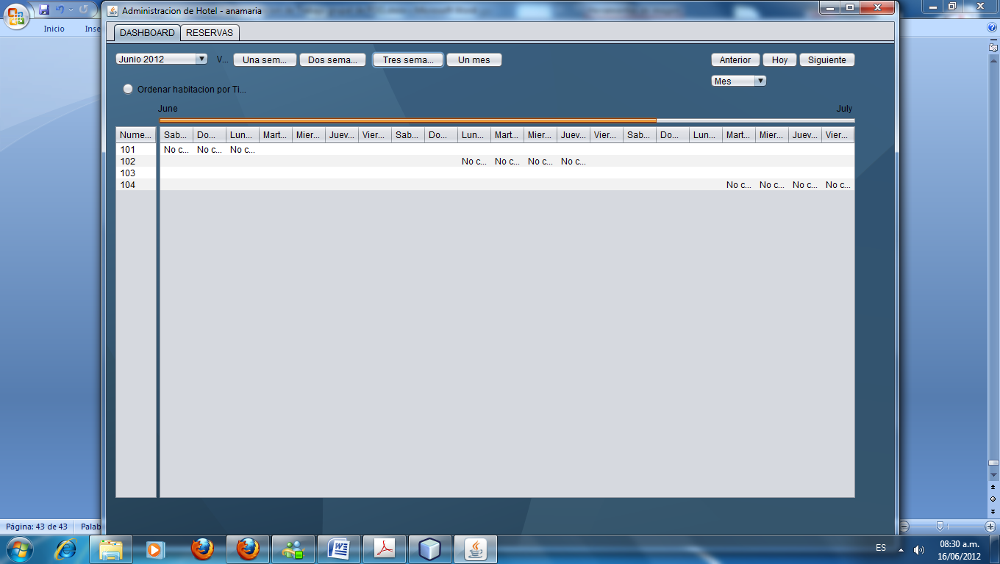 Administracion de Hotel - anamaria
Inicio Inse
DASHBOARD RESERVAS
Junio 2012 V... Una sem... Dos sema... Tres sema... Un mes Anterior Hoy Siguiente
Mes
Ordenar habitacion por Ti...
June July
Nume... Sab... Do... Lun... Mart... Mier... Juev... Vier... Sab... Do... Lun... Mart... Mier... Juev... Vier... Sab... Do... Lun... Mart... Mier... Juev... Vier...
101 No c... No c... No c...
102 No c... No c... No c... No c...
103
104 No c... No c... No c... No c...
Página: 43 de 43 Palab
ES 08:30 a.m.
16/06/2012